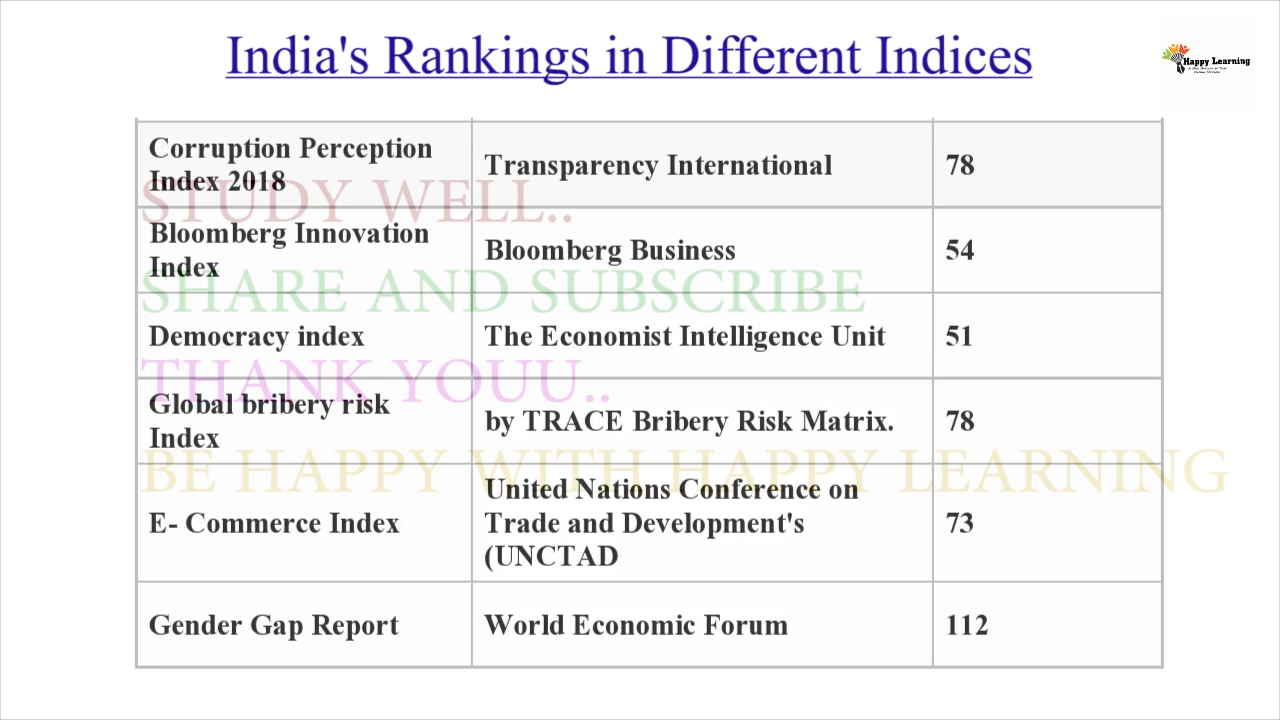 India's Rankings in Different Indices
Happy Learning
Corruption Perception
Index 2018
Transparency International
78
STUDY WELL..
Bloomberg Innovation
Index
Bloomberg Business
54
SHARE AND SUBSCRIBE
Democracy index
The Economist Intelligence Unit
51
THANK YOUU..
Global bribery risk
Index
by TRACE Bribery Risk Matrix.
78
BE HAPPY WITH HAPPY LEARNING
E- Commerce Index
United Nations Conference on
Trade and Development's
(UNCTAD
73
Gender Gap Report
World Economic Forum
112